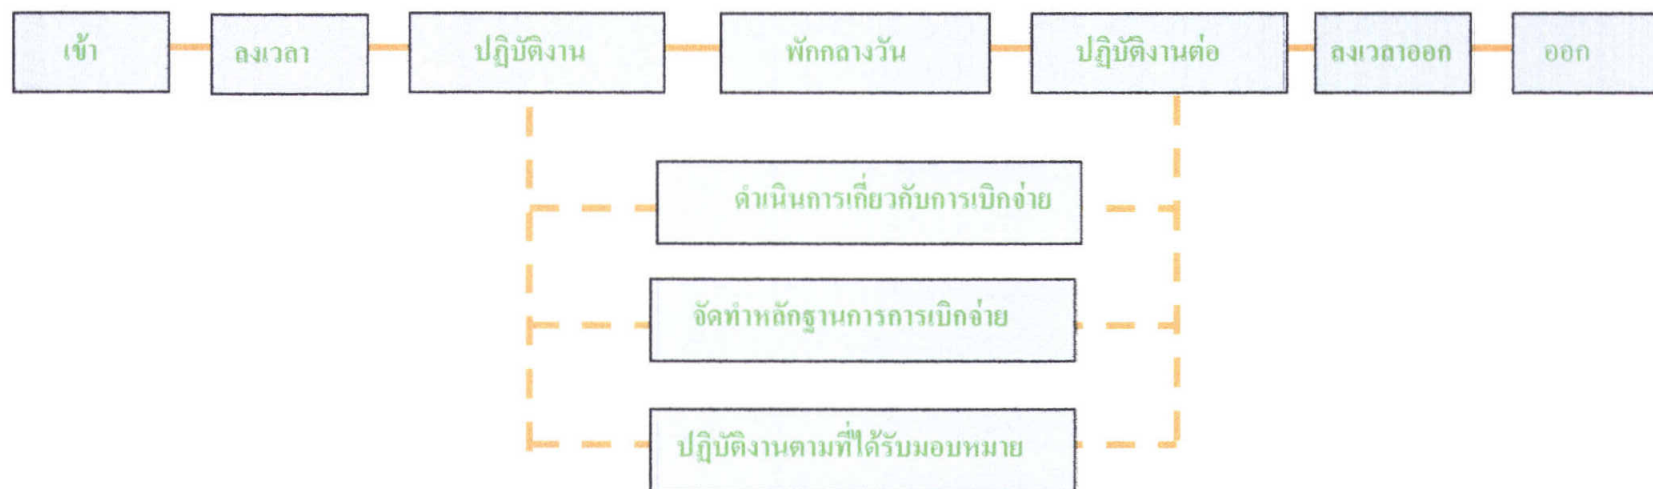 เข้า
ลงเวลา
ปฏิบัติงาน
พักกลางวัน
ปฏิบัติงานต่อ
ลงเวลาออก
ออก
ดำเนินการเกี่ยวกับการเบิกจ่าย
จัดทำหลักฐานการการเบิกจ่าย
ปฏิบัติงานตามที่ได้รับมอบหมาย